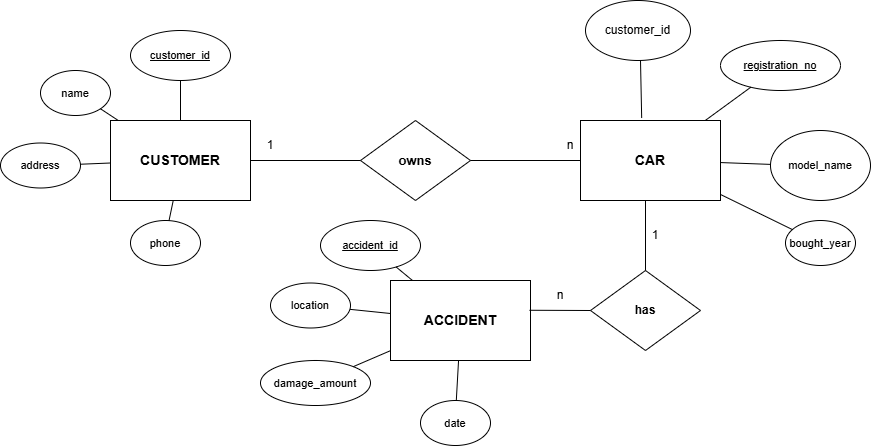 customer_id
customer_id
registration_no
name
1
n
CUSTOMER
owns
CAR
address
model_name
phone
accident_id
1
bought_year
n
location
has
ACCIDENT
damage_amount
date